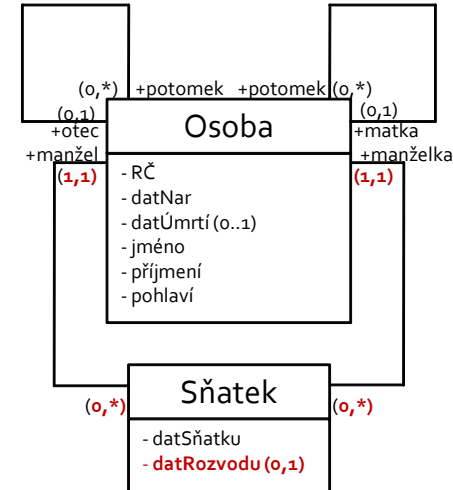 (0,*) +potomek +potomek (0,*)
(0,1) (0,1)
+otec Osoba +matka
+manžel +manželka
(1,1) (1,1)
- RČ
- datNar
- datÚmrtí (0..1)
- jméno
- příjmení
- pohlaví
(0,*) Sňatek (0,*)
- datSňatku
- datRozvodu (0,1)